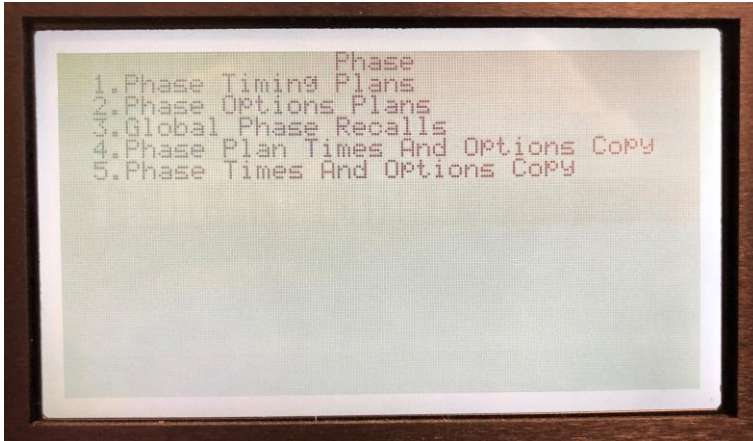 Phase
1.Phase Timing Plans
2.Phase Options Plans
3.Global Phase Recalls
4.Phase Plan Times And Options Copy
5.Phase Times And Options Copy